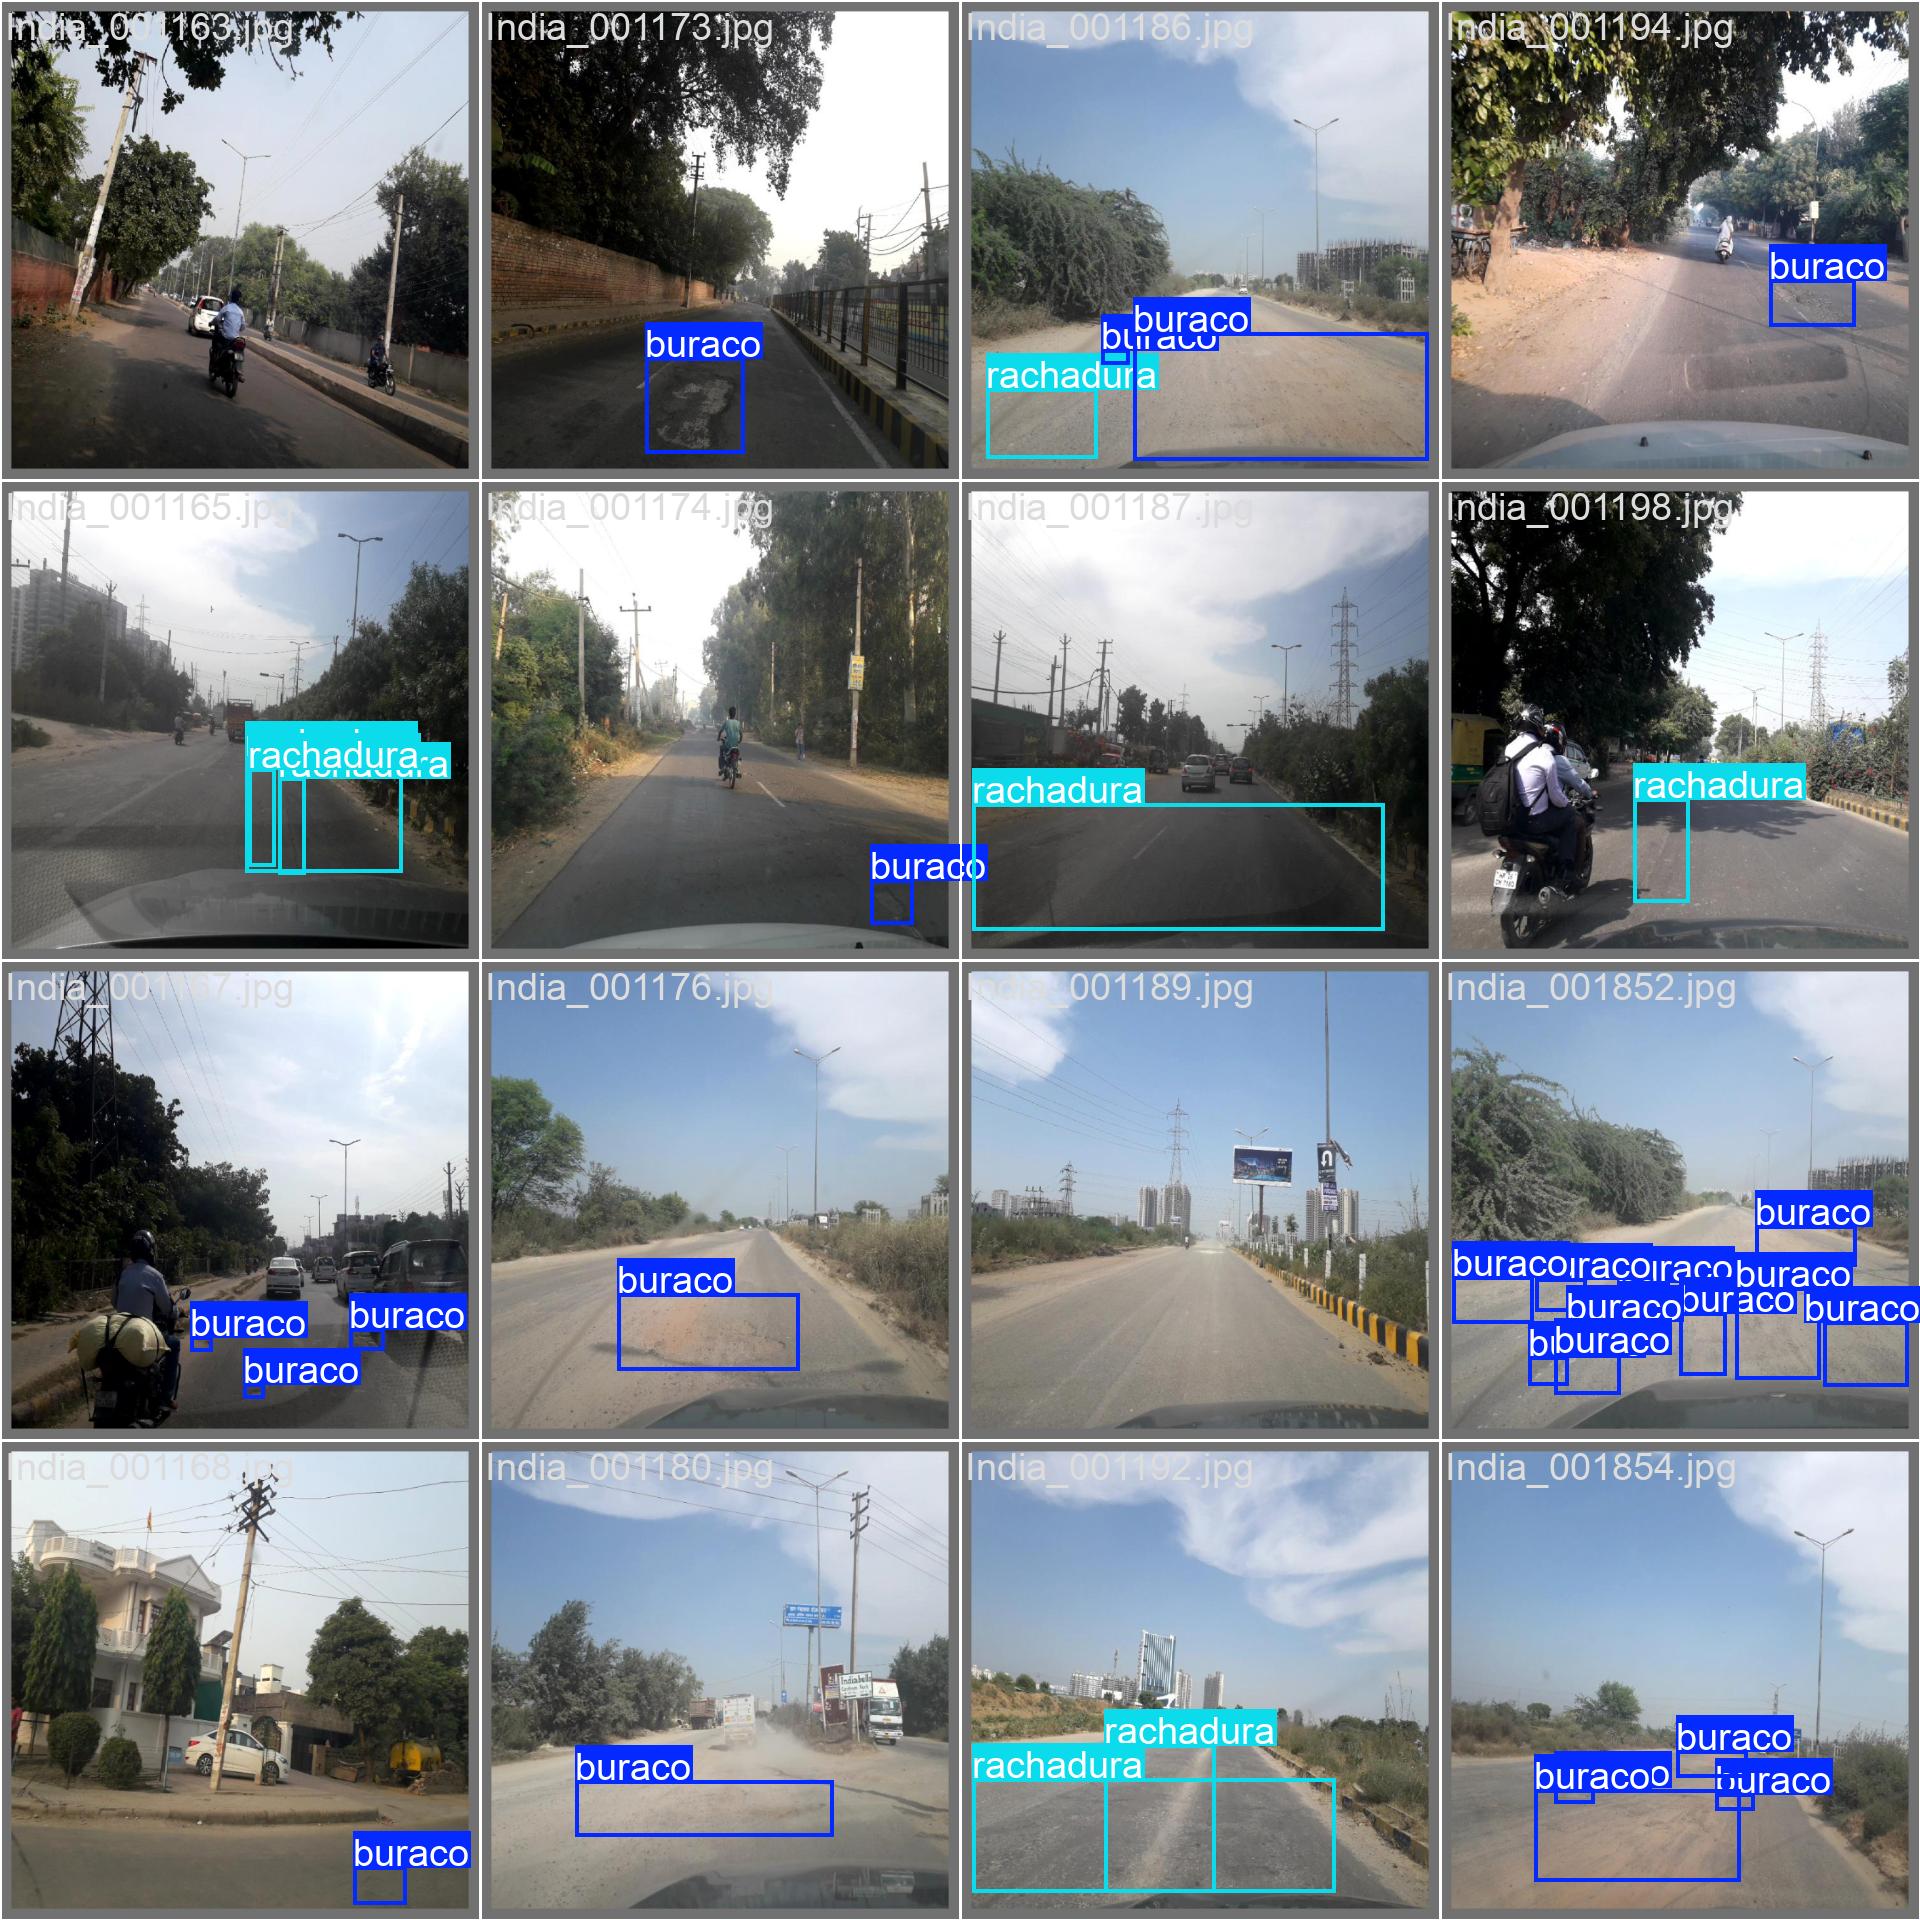 India_001163.jpg
India_001173.jpg
buraco
India_001186.jpg
buraco
buraco
rachadura
India_001194.jpg
buraco
India_001165.jpg
rachadura
rachadura
India_001174.jpg
buraco
India_001187.jpg
rachadura
India_001198.jpg
rachadura
India_001167.jpg
buraco
buraco
buraco
India_001176.jpg
buraco
India_001189.jpg
India_001852.jpg
buraco
buraco
buraco
buraco
buraco
buraco
buraco
buraco
India_001168.jpg
buraco
India_001180.jpg
buraco
India_001192.jpg
rachadura
rachadura
India_001854.jpg
buraco
buraco
buraco